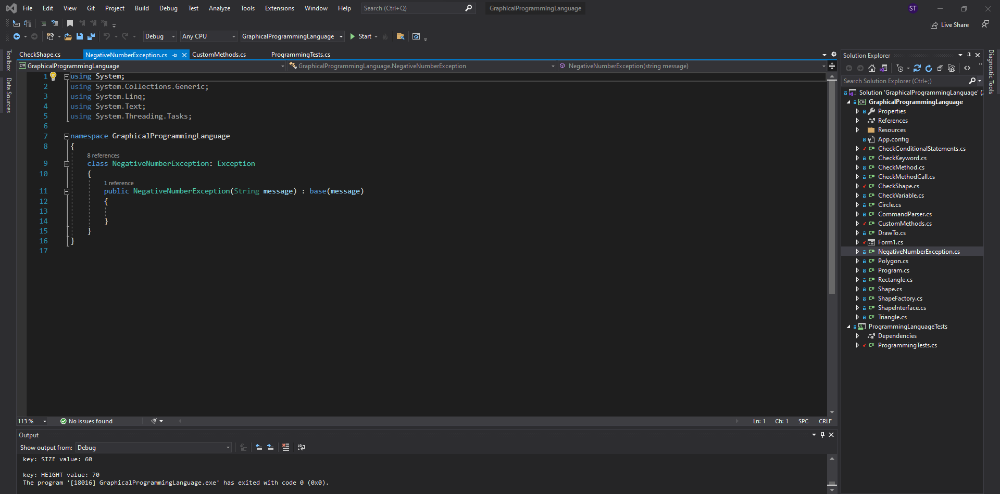 File Edit View Git Project Build Debug Test Analyze Tools Extensions Window Help Search (Ctrl+Q) GraphicalProgrammingLanguage ST
Live Share
Debug Any CPU GraphicalProgrammingLanguage Start
Toolbox
Data Sources
CheckShape.cs NegativeNumberException.cs CustomMethods.cs ProgrammingTests.cs
C# GraphicalProgrammingLanguage GraphicalProgrammingLanguage.NegativeNumberException NegativeNumberException(string message)
1 using System;
2 using System.Collections.Generic;
3 using System.Linq;
4 using System.Text;
5 using System.Threading.Tasks;
6
7 namespace GraphicalProgrammingLanguage
8 {
8 references
9 class NegativeNumberException: Exception
10 {
1 reference
11 public NegativeNumberException(String message) : base(message)
12 {
13
14 }
15 }
16 }
17
113 % No issues found Ln: 1 Ch: 1 SPC CRLF
Output
Show output from: Debug
key: SIZE value: 60
key: HEIGHT value: 70
The program '[18016] GraphicalProgrammingLanguage.exe' has exited with code 0 (0x0).
Solution Explorer
Search Solution Explorer (Ctrl+;)
Solution 'GraphicalProgrammingLanguage'
C# GraphicalProgrammingLanguage
Properties
References
Resources
App.config
C# CheckConditionalStatements.cs
C# CheckKeyword.cs
C# CheckMethod.cs
C# CheckMethodCall.cs
C# CheckShape.cs
C# CheckVariable.cs
C# Circle.cs
C# CommandParser.cs
C# CustomMethods.cs
C# DrawTo.cs
Form1.cs
C# NegativeNumberException.cs
C# Polygon.cs
C# Program.cs
C# Rectangle.cs
C# Shape.cs
C# ShapeFactory.cs
C# ShapeInterface.cs
C# Triangle.cs
ProgrammingLanguageTests
Dependencies
C# ProgrammingTests.cs
Diagnostic Tools